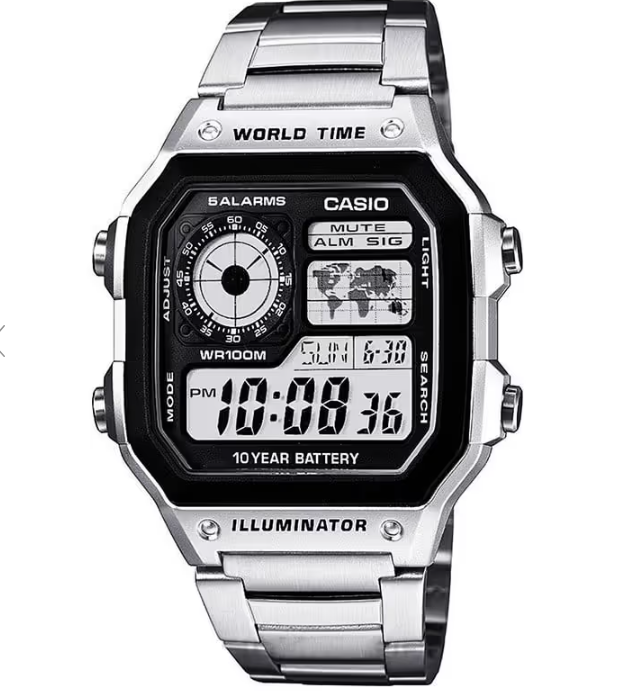 WORLD TIME
5 ALARMS CASIO
MUTE
ALM SIG
60
55 05
50 10
45 15
40 20
35 25
30
ADJUST
LIGHT
WR100M
SUN 6-30
MODE
SEARCH
PM 10:08 36
10 YEAR BATTERY
ILLUMINATOR